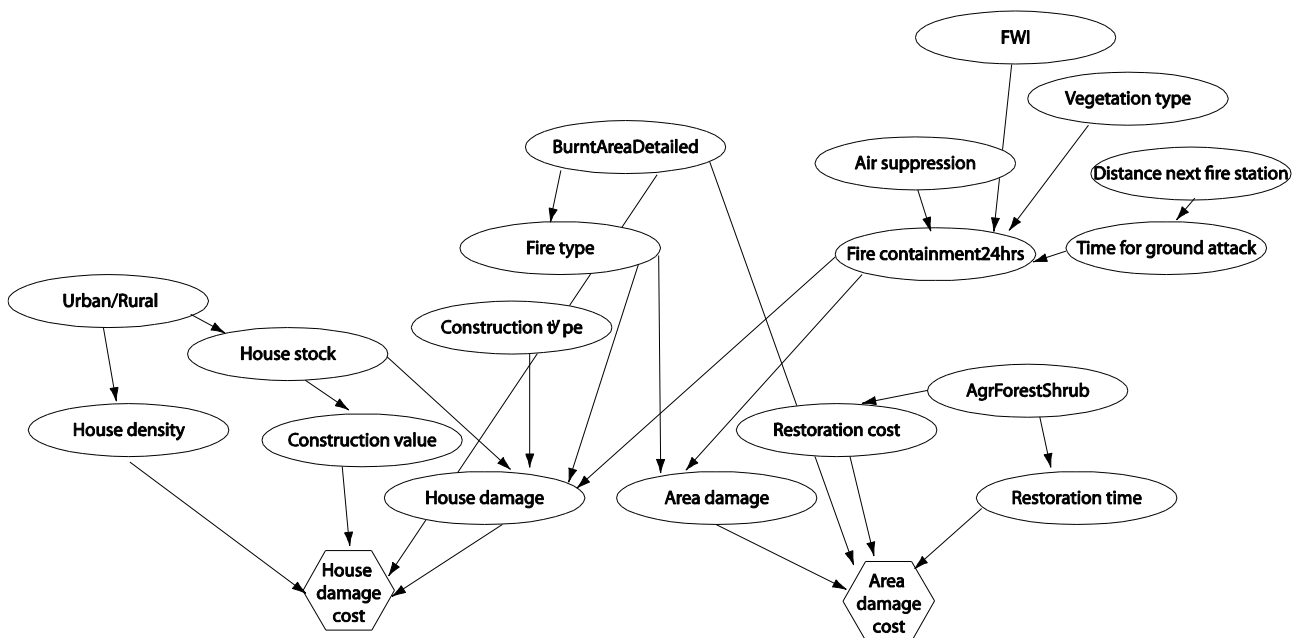 FWI
Vegetation type
BurntAreaDetailed
Air suppression
Distance next fire station
Fire type
Fire containment24hrs
Time for ground attack
Urban/Rural
Construction type
House stock
AgrForestShrub
House density
Construction value
Restoration cost
House damage
Area damage
Restoration time
House
damage
cost
Area
damage
cost